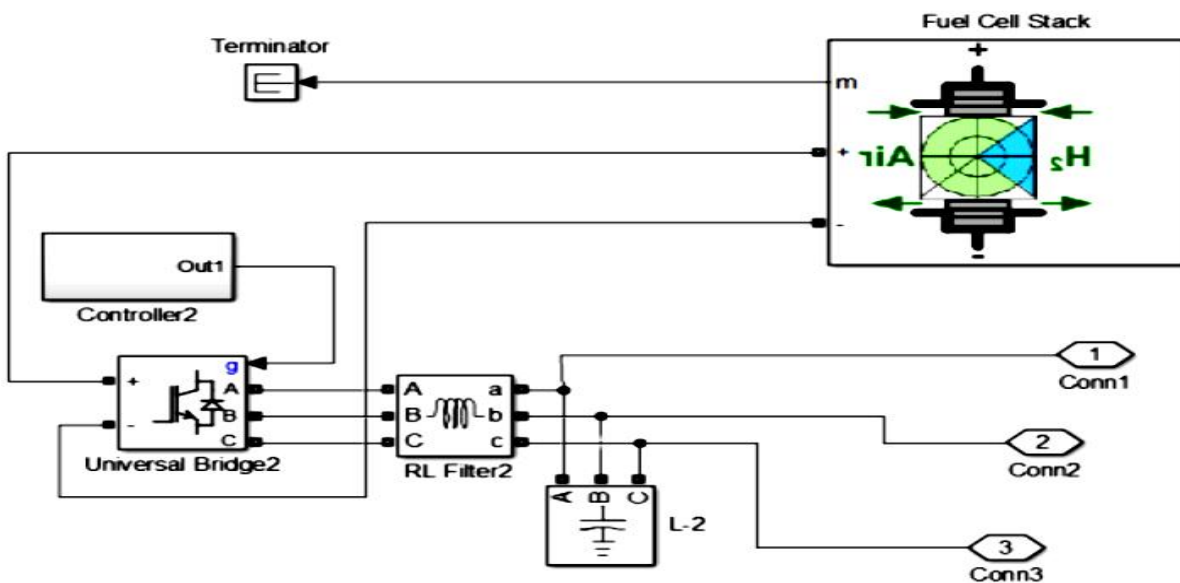 Fuel Cell Stack
Terminator
+
m
+
Air
H2
-
-
Out1
Controller2
g
+
A
A
a
1
Conn1
B
B
b
-
C
C
c
2
Conn2
Universal Bridge2
RL Filter2
A
B
C
L-2
3
Conn3